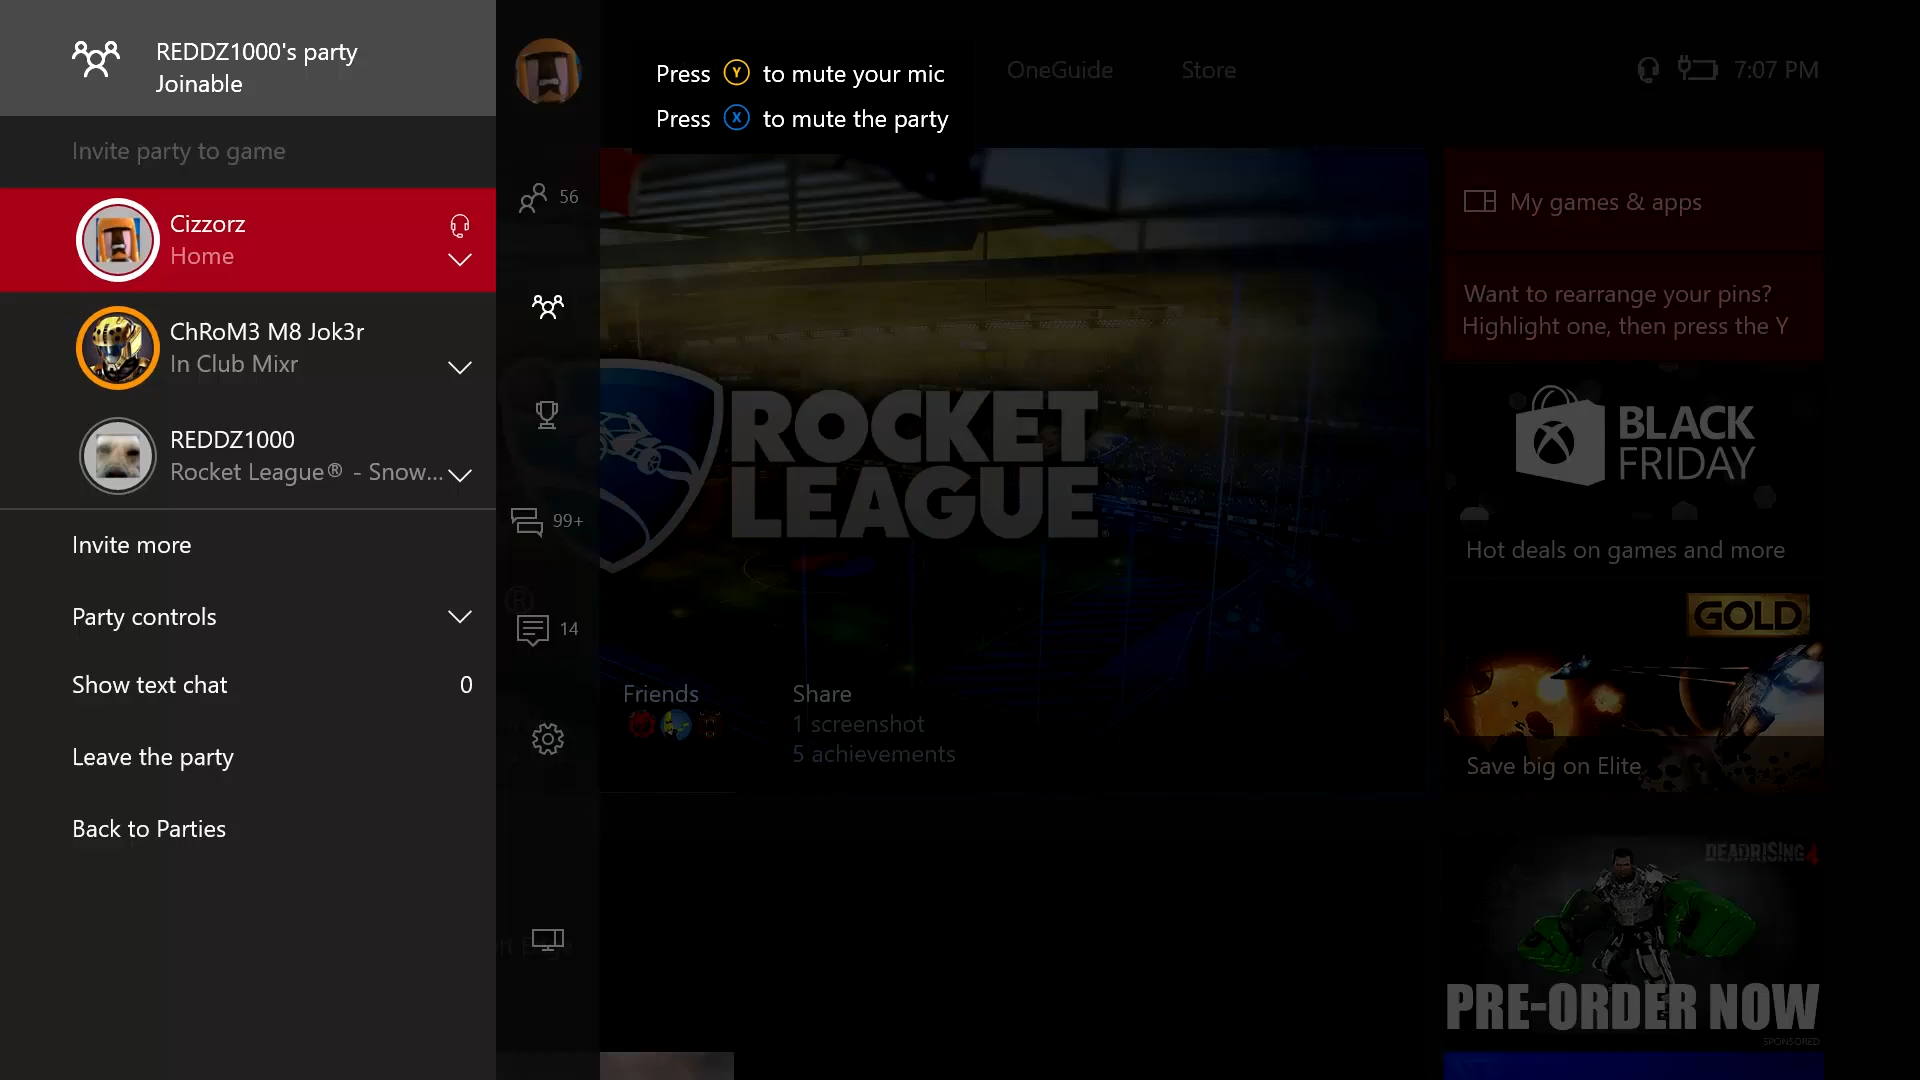 REDDZ1000's party
Joinable
Invite party to game
Cizzorz
Home
ChRoM3 M8 Jok3r
In Club Mixr
REDDZ1000
Rocket League® - Snow...
Invite more
Party controls
Show text chat 0
Leave the party
Back to Parties
56
99+
14
Press Y to mute your mic
Press X to mute the party
OneGuide
Store
7:07 PM
ROCKET
LEAGUE
Friends
Share
1 screenshot
5 achievements
My games & apps
Want to rearrange your pins?
Highlight one, then press the Y
BLACK
FRIDAY
Hot deals on games and more
GOLD
Save big on Elite
DEADRISING 4
PRE-ORDER NOW
SPONSORED